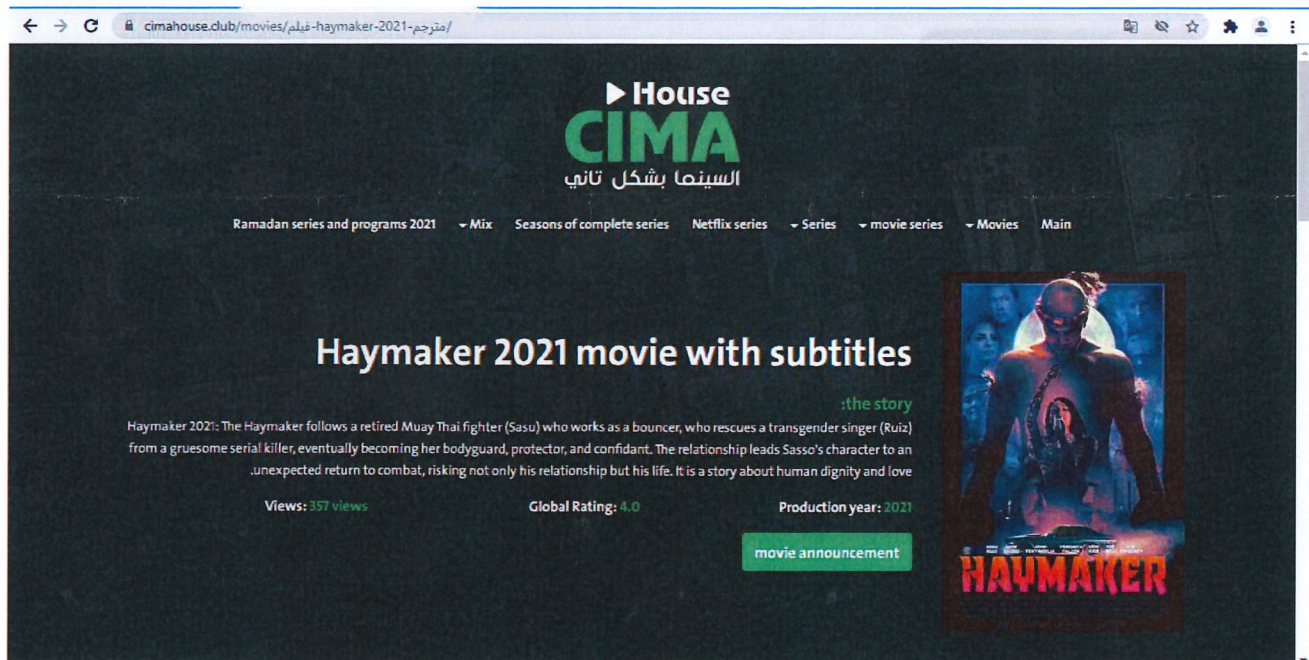 cimahouse.club/movies/فيلم-haymaker-2021-مترجم/
House
CIMA
السينما بشكل تاني
Ramadan series and programs 2021 Mix Seasons of complete series Netflix series Series movie series Movies Main
Haymaker 2021 movie with subtitles
:the story
Haymaker 2021: The Haymaker follows a retired Muay Thai fighter (Sasu) who works as a bouncer, who rescues a transgender singer (Ruiz)
from a gruesome serial killer, eventually becoming her bodyguard, protector, and confidant. The relationship leads Sasso's character to an
.unexpected return to combat, risking not only his relationship but his life. It is a story about human dignity and love
Views: 357 views Global Rating: 4.0 Production year: 2021
movie announcement
HAYMAKER